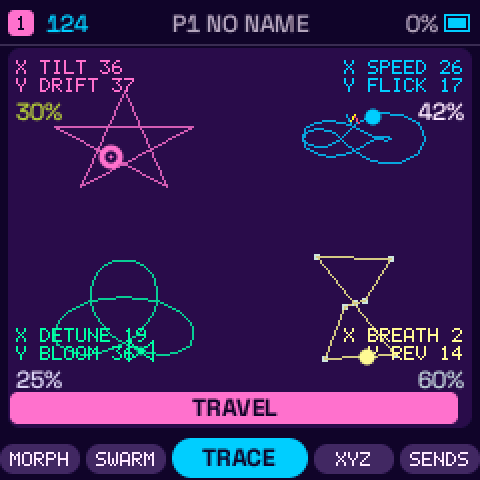 1 124 P1 NO NAME 0%
X TILT 36 X SPEED 26
Y DRIFT 37 Y FLICK 17
30% 42%
X DETUNE 19 X BREATH 2
Y BLOOM 36 Y REV 14
25% 60%
TRAVEL
MORPH SWARM TRACE XYZ SENDS